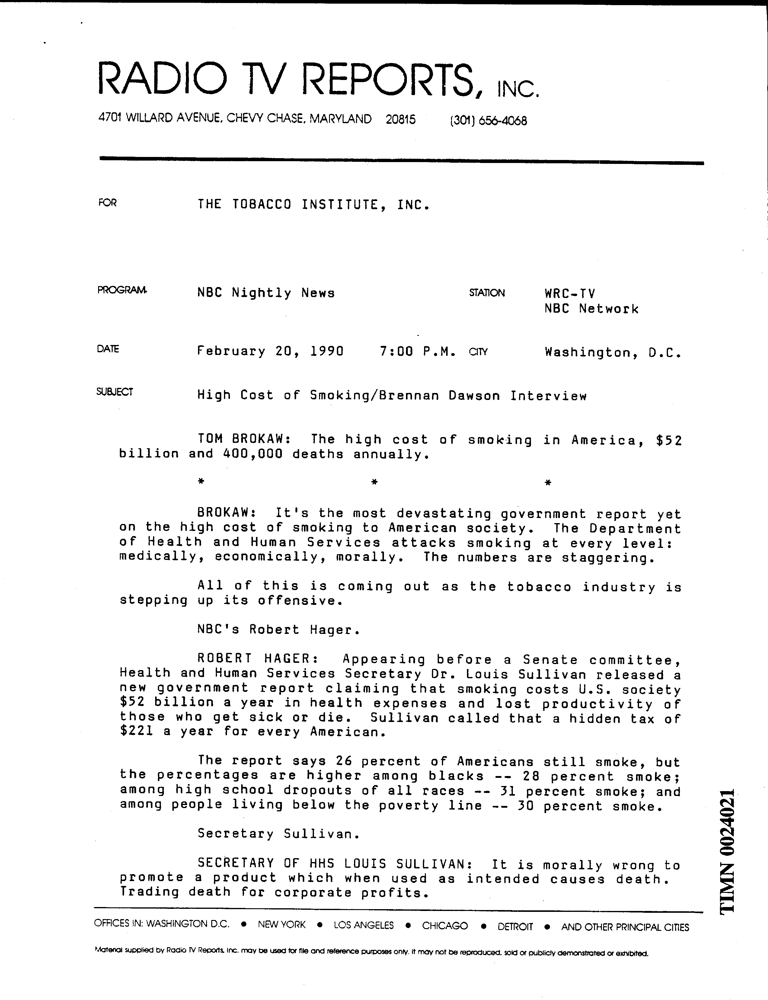 RADIO TV REPORTS, INC.
4701 WILLARD AVENUE, CHEVY CHASE, MARYLAND 20815 (301) 656-4068
FOR THE TOBACCO INSTITUTE, INC.
PROGRAM NBC Nightly News STATION WRC-TV
NBC Network
DATE February 20, 1990 7:00 P.M. CITY Washington, D.C.
SUBJECT High Cost of Smoking/Brennan Dawson Interview
TOM BROKAW: The high cost of smoking in America, $52
billion and 400,000 deaths annually.
* * *
BROKAW: It's the most devastating government report yet
on the high cost of smoking to American society. The Department
of Health and Human Services attacks smoking at every level:
medically, economically, morally. The numbers are staggering.
All of this is coming out as the tobacco industry is
stepping up its offensive.
NBC's Robert Hager.
ROBERT HAGER: Appearing before a Senate committee,
Health and Human Services Secretary Dr. Louis Sullivan released a
new government report claiming that smoking costs U.S. society
$52 billion a year in health expenses and lost productivity of
those who get sick or die. Sullivan called that a hidden tax of
$221 a year for every American.
The report says 26 percent of Americans still smoke, but
the percentages are higher among blacks -- 28 percent smoke;
among high school dropouts of all races -- 31 percent smoke; and
among people living below the poverty line -- 30 percent smoke.
Secretary Sullivan.
SECRETARY OF HHS LOUIS SULLIVAN: It is morally wrong to
promote a product which when used as intended causes death.
Trading death for corporate profits.
TIMN 0024021
OFFICES IN: WASHINGTON D.C. ● NEW YORK ● LOS ANGELES ● CHICAGO ● DETROIT ● AND OTHER PRINCIPAL CITIES
Material supplied by Radio TV Reports, Inc. may be used for file and reference purposes only. It may not be reproduced, sold or publicly demonstrated or exhibited.